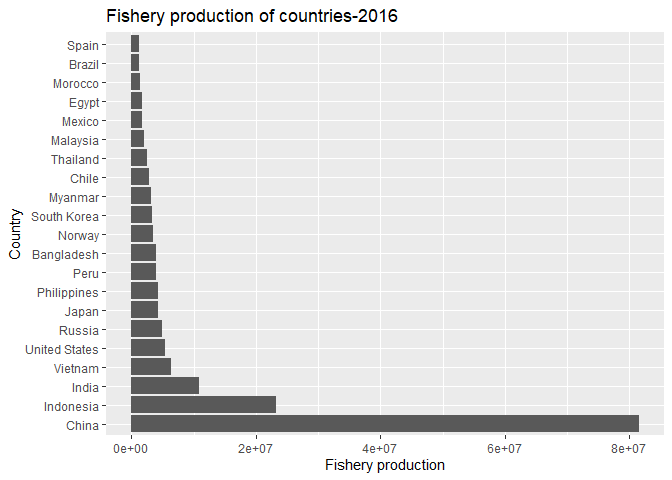 Fishery production of countries-2016
Country
Spain
Brazil
Morocco
Egypt
Mexico
Malaysia
Thailand
Chile
Myanmar
South Korea
Norway
Bangladesh
Peru
Philippines
Japan
Russia
United States
Vietnam
India
Indonesia
China
0e+00 2e+07 4e+07 6e+07 8e+07
Fishery production